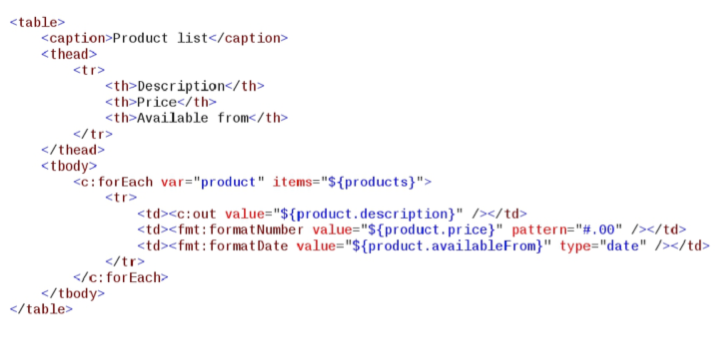 <table>
<caption>Product list</caption>
<thead>
<tr>
<th>Description</th>
<th>Price</th>
<th>Available from</th>
</tr>
</thead>
<tbody>
<c:forEach var="product" items="${products}">
<tr>
<td><c:out value="${product.description}" /></td>
<td><fmt:formatNumber value="${product.price}" pattern="#.00" /></td>
<td><fmt:formatDate value="${product.availableFrom}" type="date" /></td>
</tr>
</c:forEach>
</tbody>
</table>